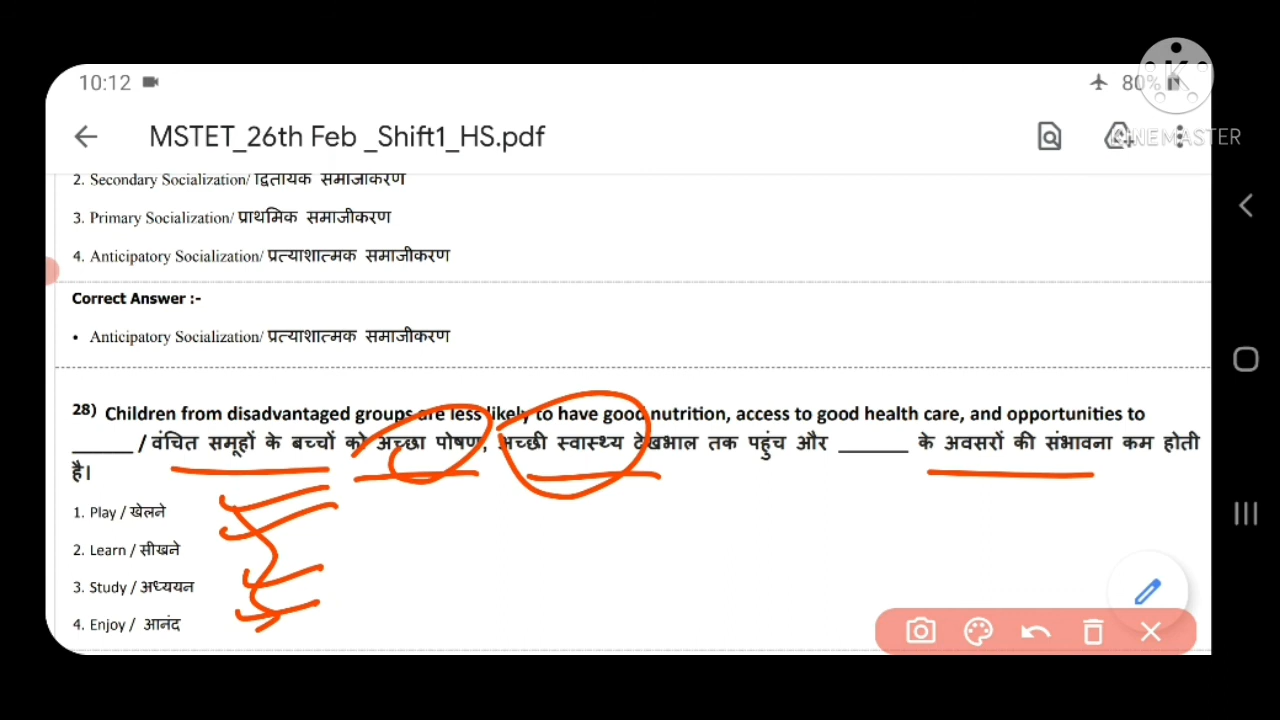 10:12
80%
KINEMASTER
MSTET_26th Feb _Shift1_HS.pdf
2. Secondary Socialization/ द्वितीयक समाजीकरण
3. Primary Socialization/ प्राथमिक समाजीकरण
4. Anticipatory Socialization/ प्रत्याशात्मक समाजीकरण
Correct Answer :-
• Anticipatory Socialization/ प्रत्याशात्मक समाजीकरण
28) Children from disadvantaged groups are less likely to have good nutrition, access to good health care, and opportunities to
______ / वंचित समूहों के बच्चों को अच्छा पोषण, अच्छी स्वास्थ्य देखभाल तक पहुंच और _______ के अवसरों की संभावना कम होती
है।
1. Play / खेलने
2. Learn / सीखने
3. Study / अध्ययन
4. Enjoy / आनंद